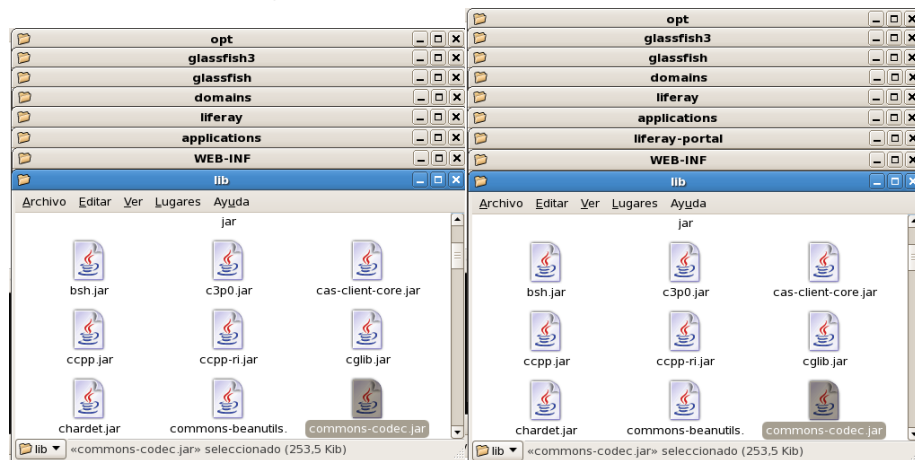 opt
glassfish3
glassfish
domains
liferay
applications
WEB-INF
lib
Archivo Editar Ver Lugares Ayuda
jar
bsh.jar c3p0.jar cas-client-core.jar
ccpp.jar ccpp-ri.jar cglib.jar
chardet.jar commons-beanutils. commons-codec.jar
lib «commons-codec.jar» seleccionado (253,5 Kib)
opt
glassfish3
glassfish
domains
liferay
applications
liferay-portal
WEB-INF
lib
Archivo Editar Ver Lugares Ayuda
jar
bsh.jar c3p0.jar cas-client-core.jar
ccpp.jar ccpp-ri.jar cglib.jar
chardet.jar commons-beanutils. commons-codec.jar
lib «commons-codec.jar» seleccionado (253,5 Kib)